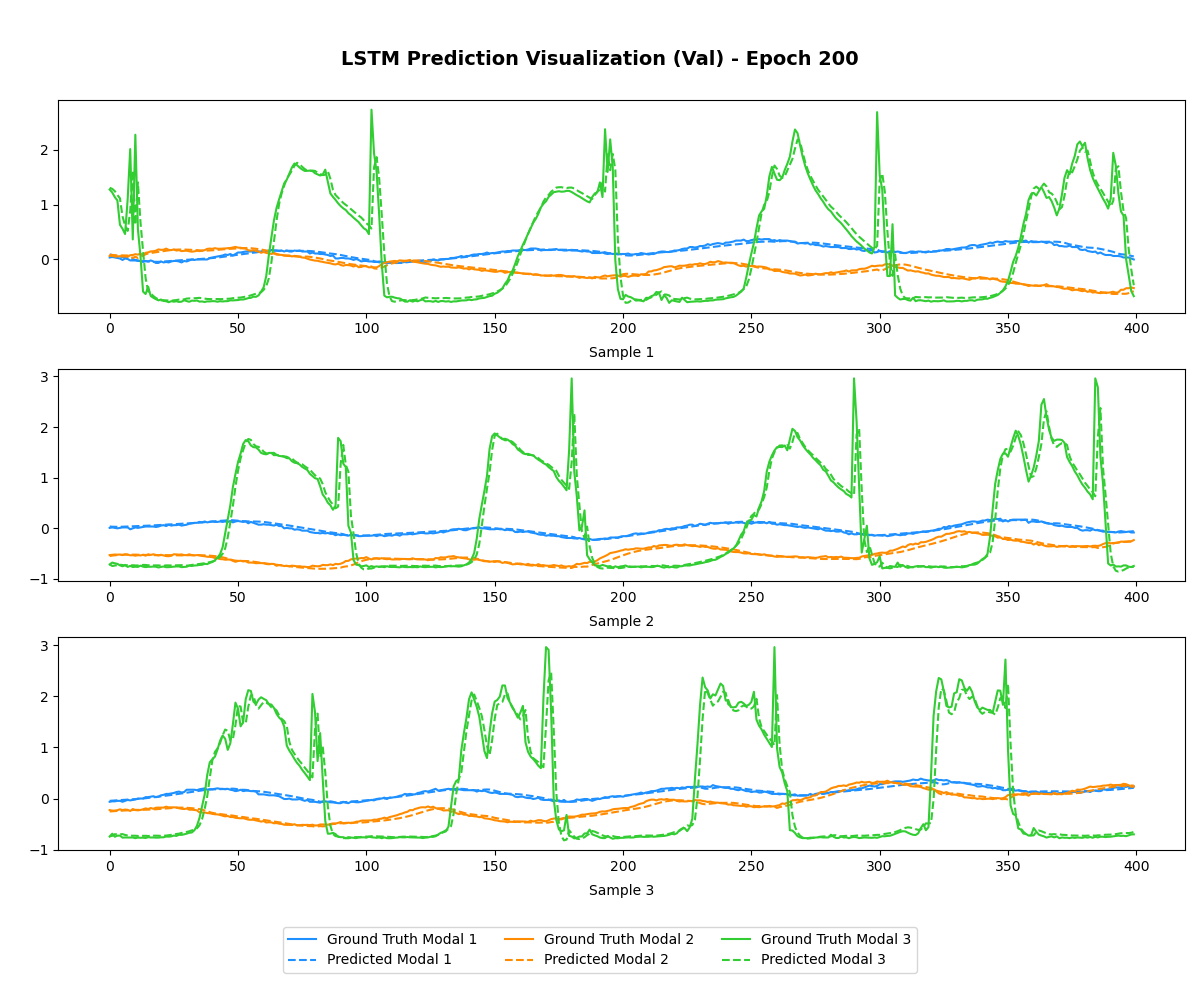 LSTM Prediction Visualization (Val) - Epoch 200
2
1
0
0 50 100 150 200 250 300 350 400
Sample 1
3
2
1
0
−1
0 50 100 150 200 250 300 350 400
Sample 2
3
2
1
0
−1
0 50 100 150 200 250 300 350 400
Sample 3
Ground Truth Modal 1 Ground Truth Modal 2 Ground Truth Modal 3
Predicted Modal 1 Predicted Modal 2 Predicted Modal 3